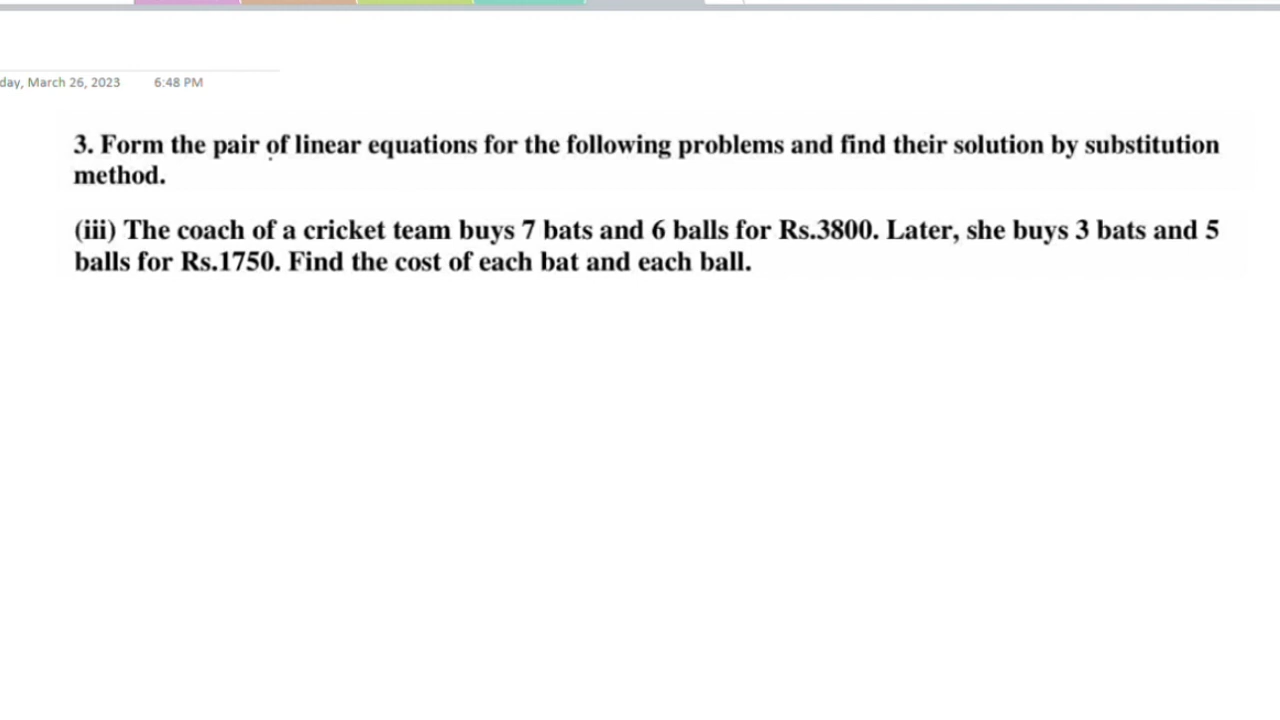 day, March 26, 2023 6:48 PM
3. Form the pair of linear equations for the following problems and find their solution by substitution
method.
(iii) The coach of a cricket team buys 7 bats and 6 balls for Rs.3800. Later, she buys 3 bats and 5
balls for Rs.1750. Find the cost of each bat and each ball.